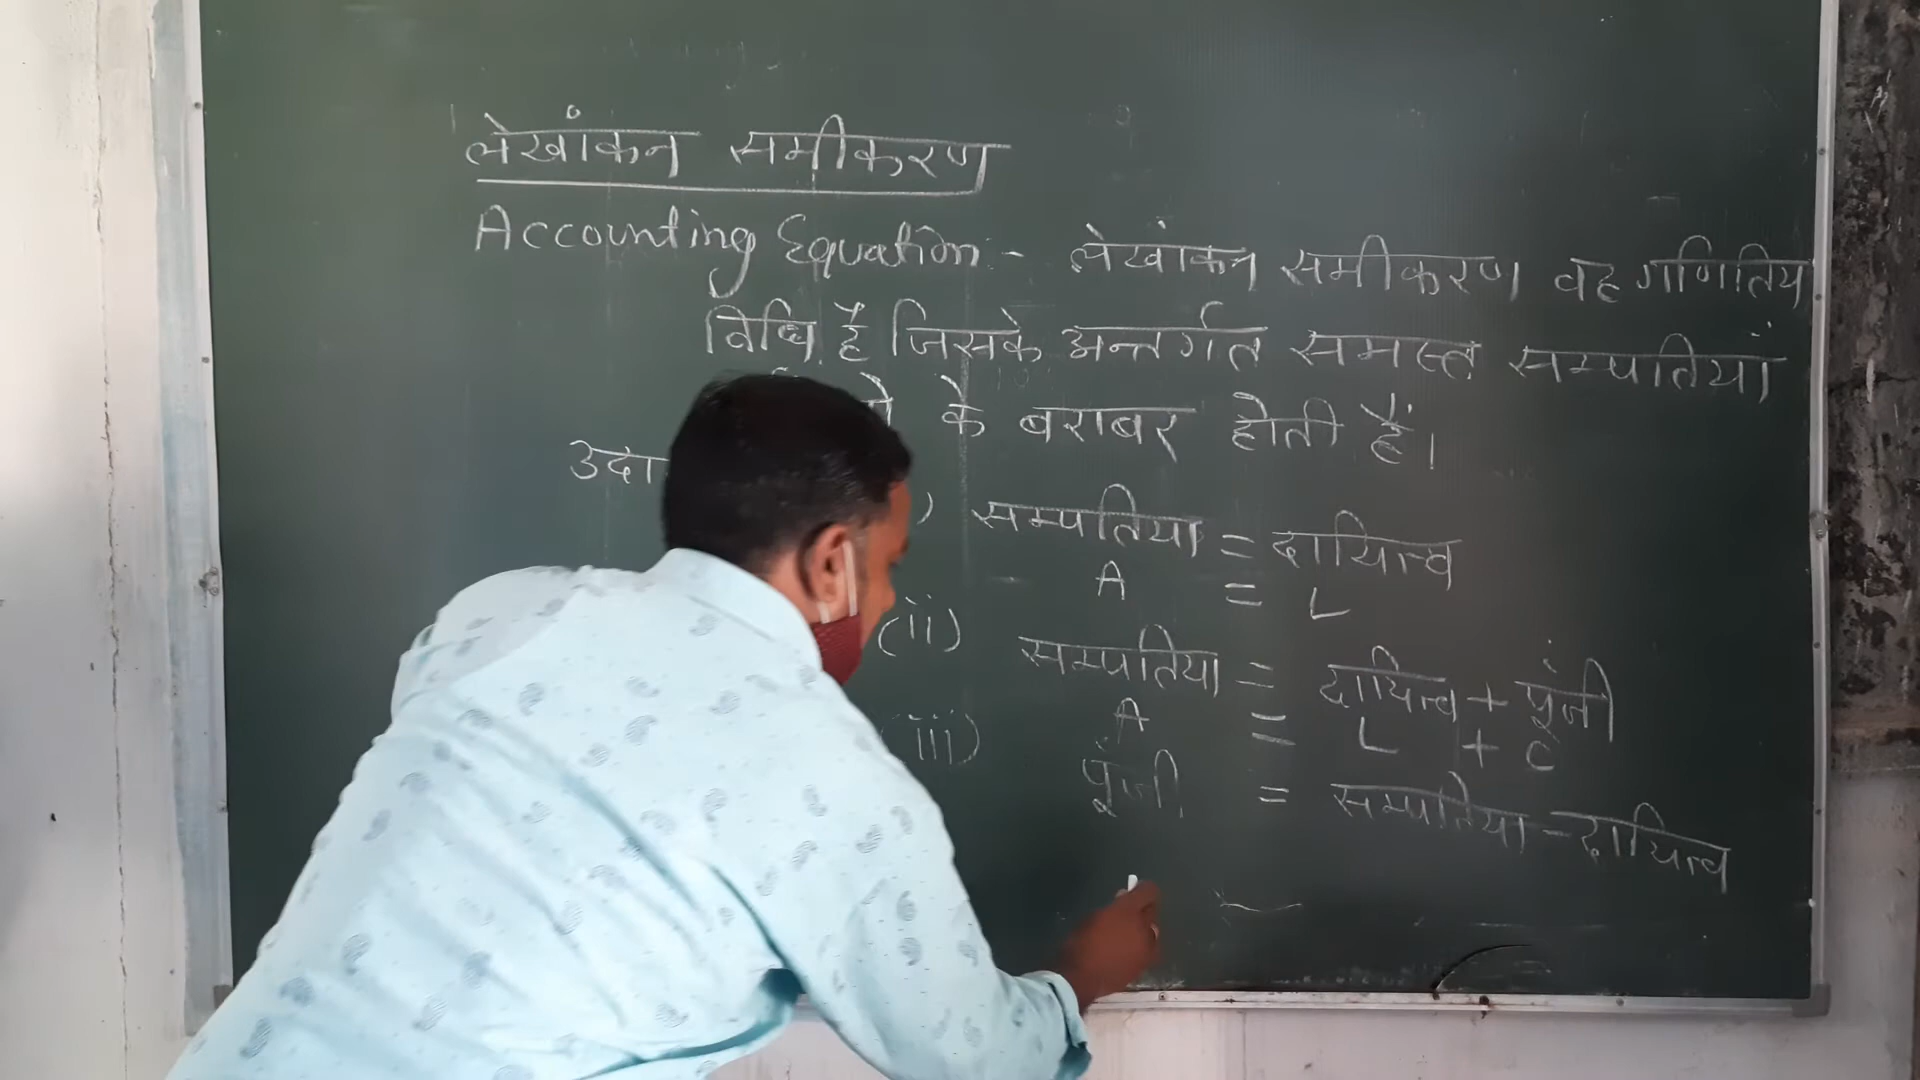 लेखांकन समीकरण
Accounting Equation :- लेखांकन समीकरण वह गणितिय
विधि है जिसके अन्तर्गत समस्त सम्पतियां
के बराबर होती हैं।
उदा
) सम्पतिया = दायित्व
A = L
(ii) सम्पतिया = दायित्व + पूंजी
A = L + C
(iii) पूंजी = सम्पतिया - दायित्व